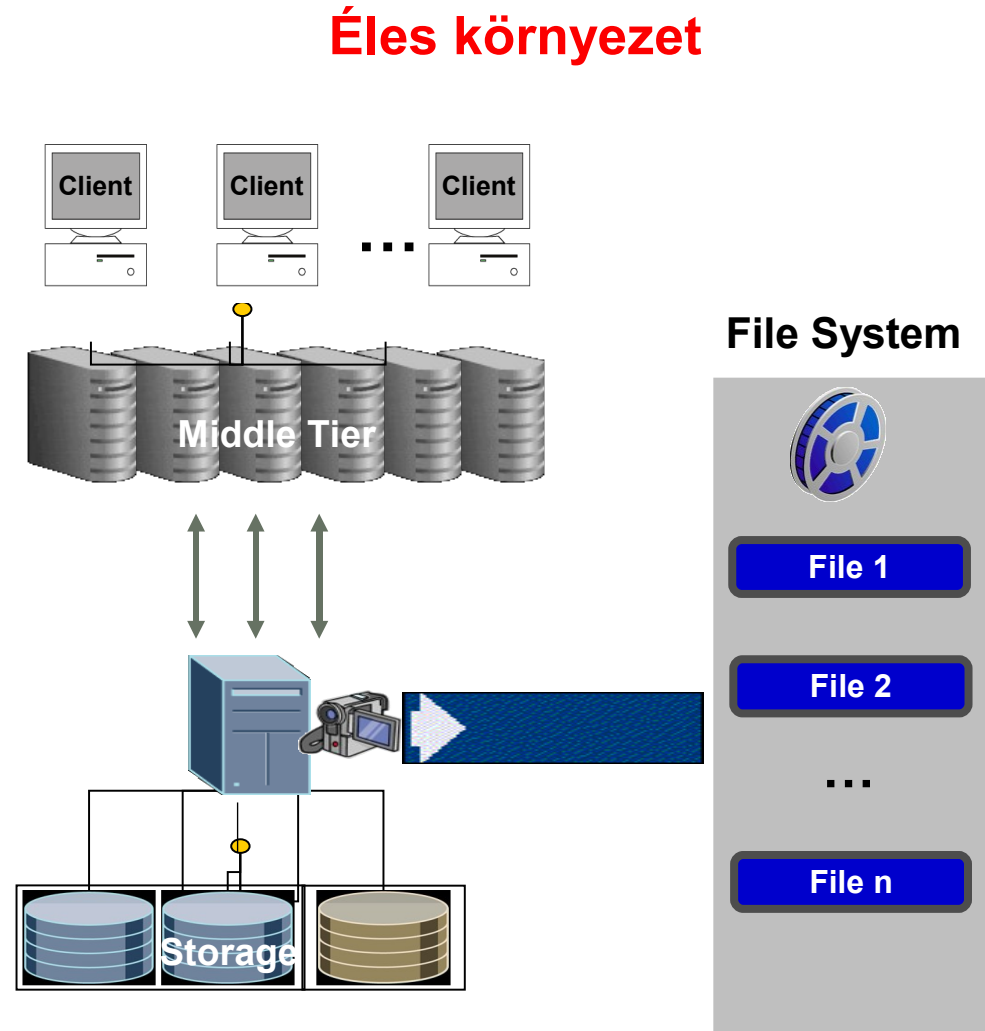 Éles környezet
Client Client Client
...
File System
Middle Tier
File 1
File 2
...
File n
Storage